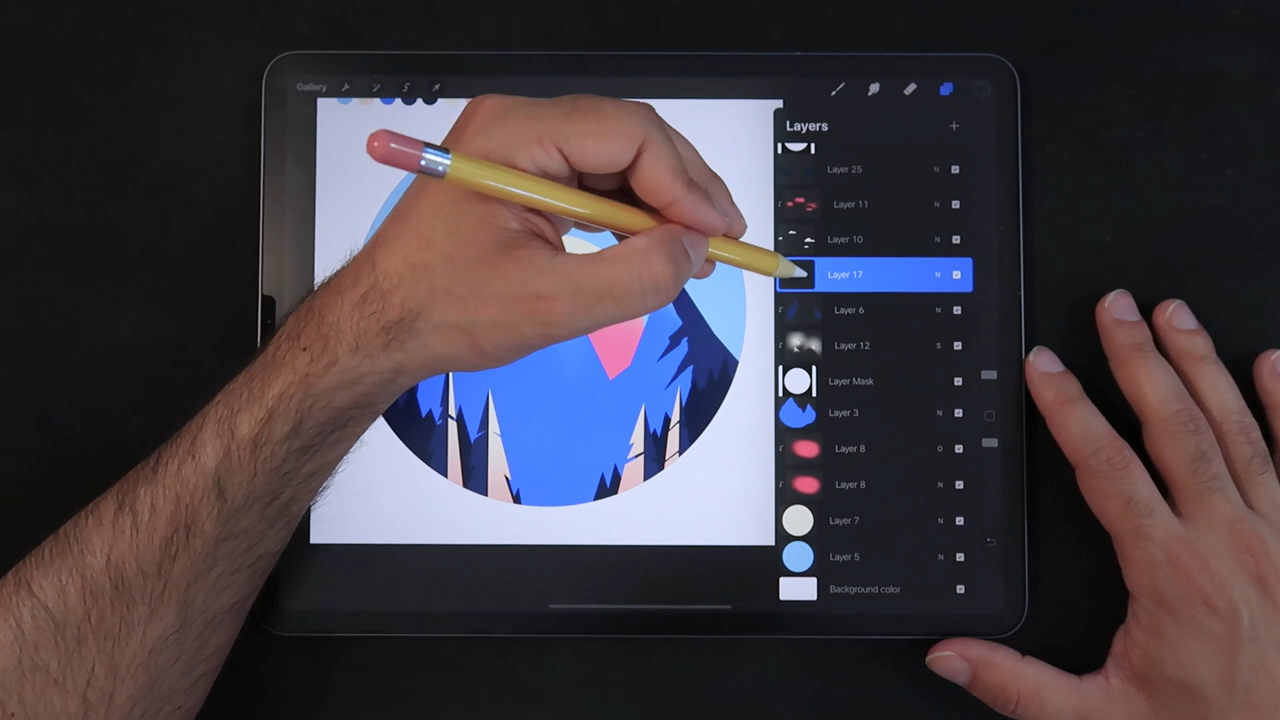 Gallery
Layers +
Layer 25 N
Layer 11 N
Layer 10 N
Layer 17 N
Layer 6 N
Layer 12 S
Layer Mask
Layer 3 N
Layer 8 O
Layer 8 N
Layer 7 N
Layer 5 N
Background color